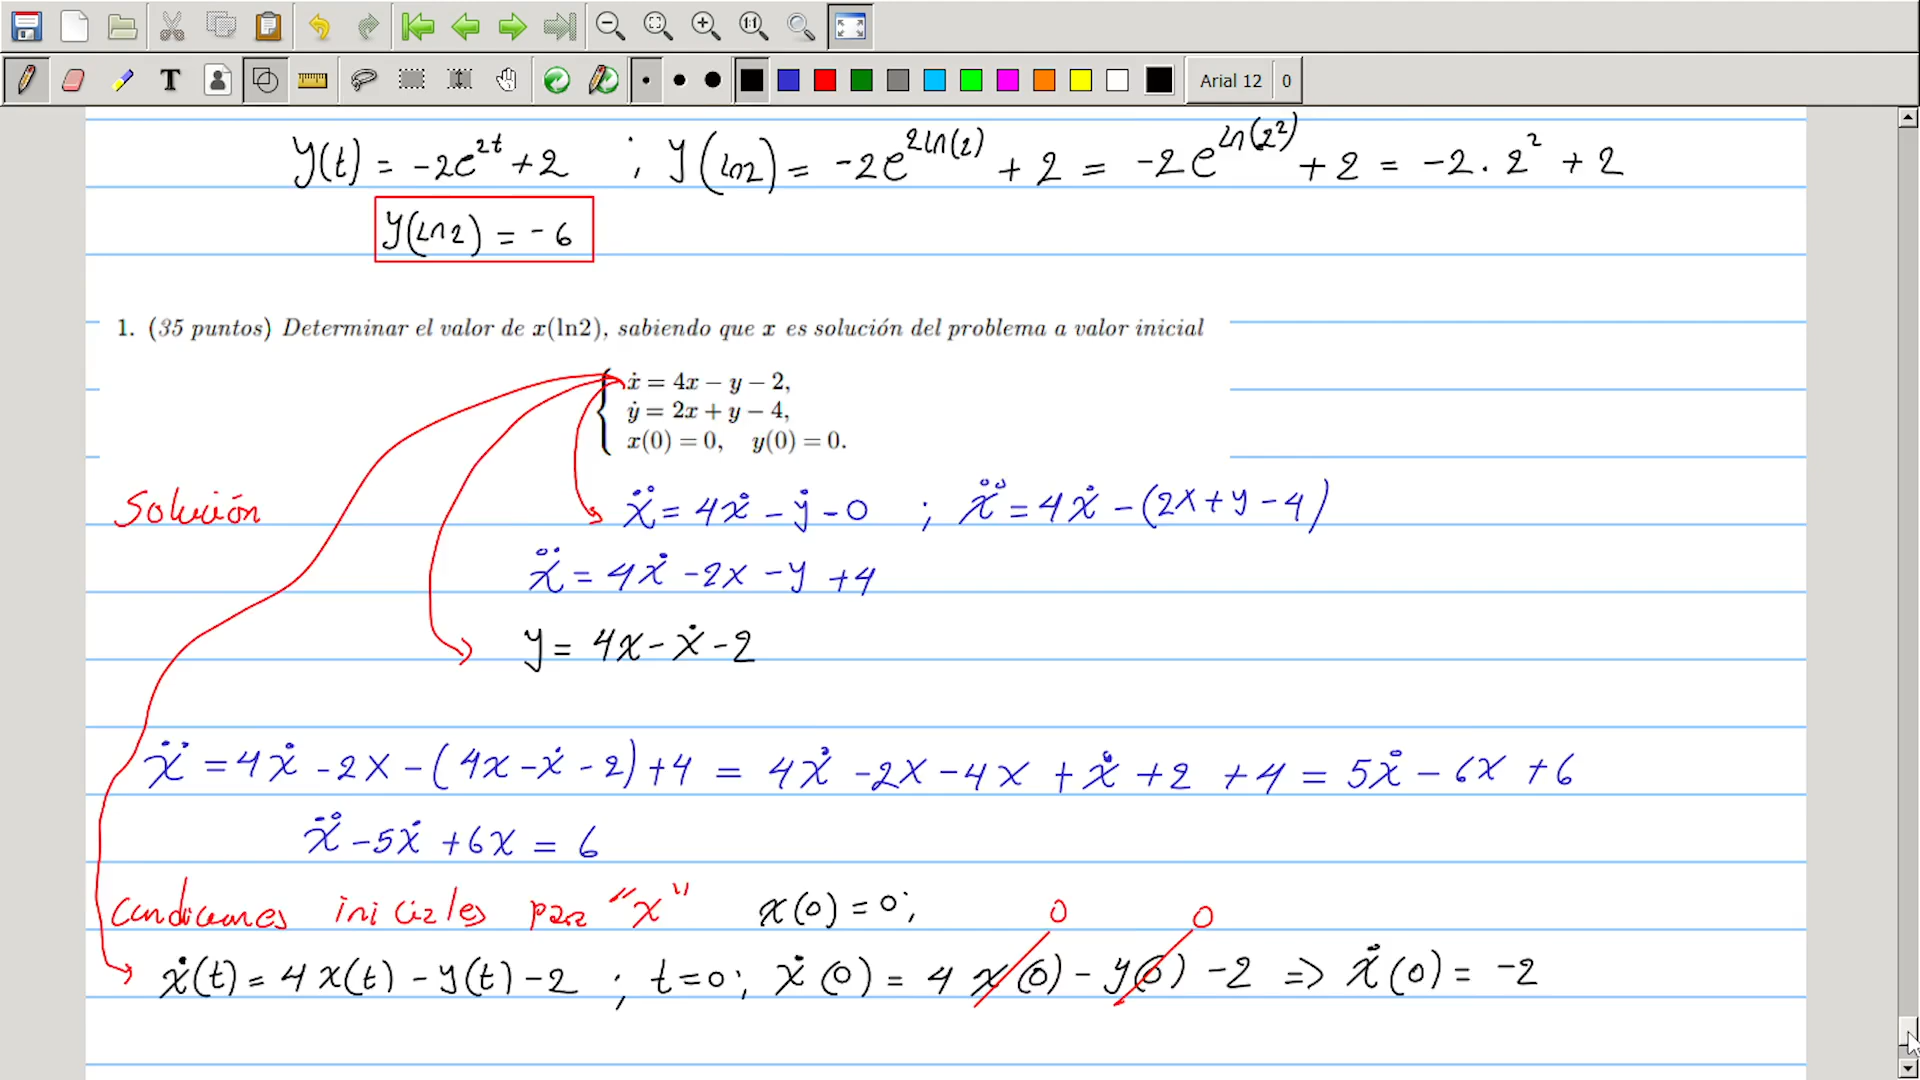 Arial 12 0
y(t) = -2e^{2t} + 2 ; y(ln2) = -2e^{2ln(2)} + 2 = -2e^{ln(2²)} + 2 = -2 · 2² + 2
y(ln2) = -6
1. (35 puntos) Determinar el valor de x(ln2), sabiendo que x es solución del problema a valor inicial
ẋ = 4x − y − 2,
ẏ = 2x + y − 4,
x(0) = 0, y(0) = 0.
Solución
ẍ = 4ẋ - ẏ - 0 ; ẍ = 4ẋ - (2x + y - 4)
ẍ = 4ẋ - 2x - y + 4
y = 4x - ẋ - 2
ẍ = 4ẋ - 2x - (4x - ẋ - 2) + 4 = 4ẋ - 2x - 4x + ẋ + 2 + 4 = 5ẋ - 6x + 6
ẍ - 5ẋ + 6x = 6
Condiciones iniciales para "x" x(0) = 0;
0 0
ẋ(t) = 4x(t) - y(t) - 2 ; t=0; ẋ(0) = 4x(0) - y(0) - 2 => ẋ(0) = -2